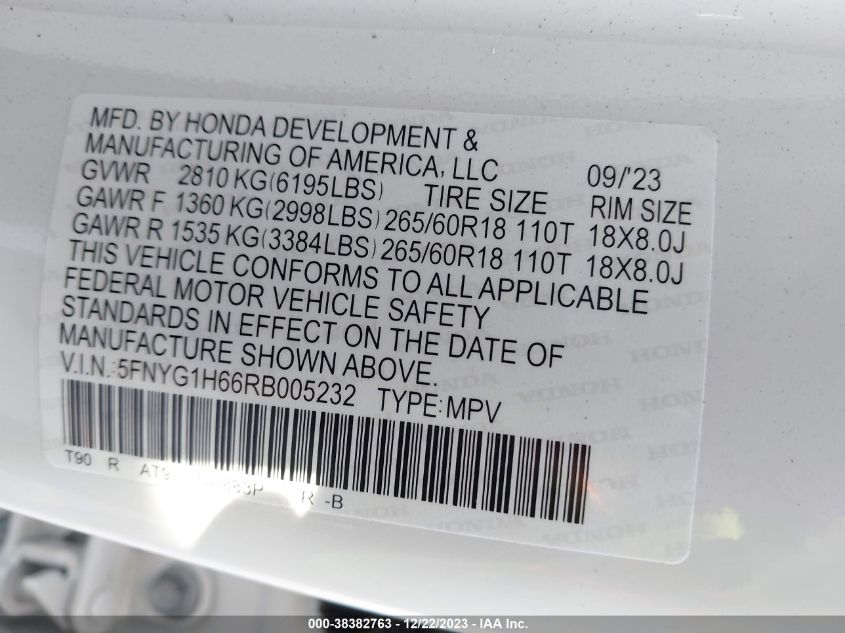 MFD. BY HONDA DEVELOPMENT &
MANUFACTURING OF AMERICA, LLC 09/'23
GVWR 2810 KG(6195LBS) TIRE SIZE RIM SIZE
GAWR F 1360 KG(2998LBS) 265/60R18 110T 18X8.0J
GAWR R 1535 KG(3384LBS) 265/60R18 110T 18X8.0J
THIS VEHICLE CONFORMS TO ALL APPLICABLE
FEDERAL MOTOR VEHICLE SAFETY
STANDARDS IN EFFECT ON THE DATE OF
MANUFACTURE SHOWN ABOVE.
V.I.N.:5FNYG1H66RB005232 TYPE:MPV
T90 R R -B
000-38382763 - 12/22/2023 - IAA Inc.